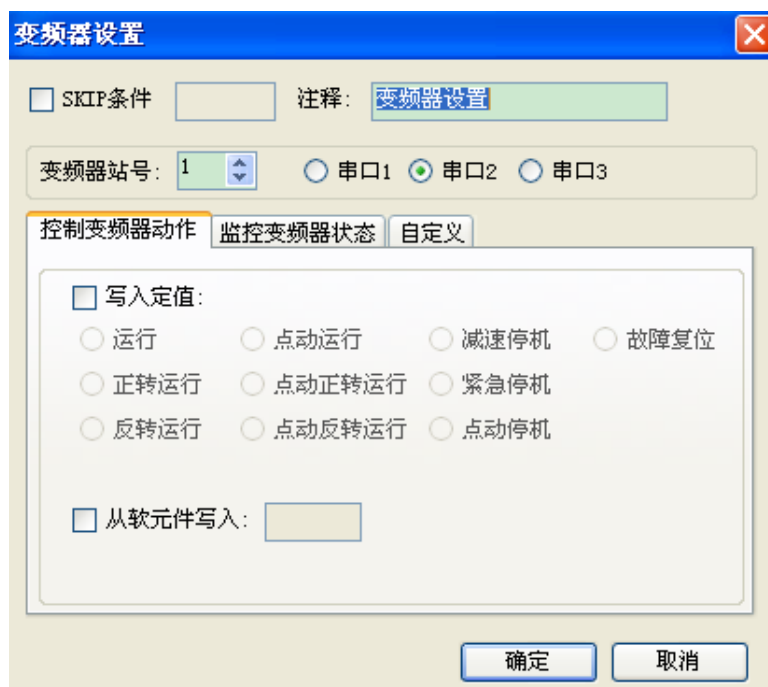 变频器设置
SKIP条件 注释: 变频器设置
变频器站号: 1 串口1 串口2 串口3
控制变频器动作 监控变频器状态 自定义
写入定值:
运行 点动运行 减速停机 故障复位
正转运行 点动正转运行 紧急停机
反转运行 点动反转运行 点动停机
从软元件写入:
确定 取消